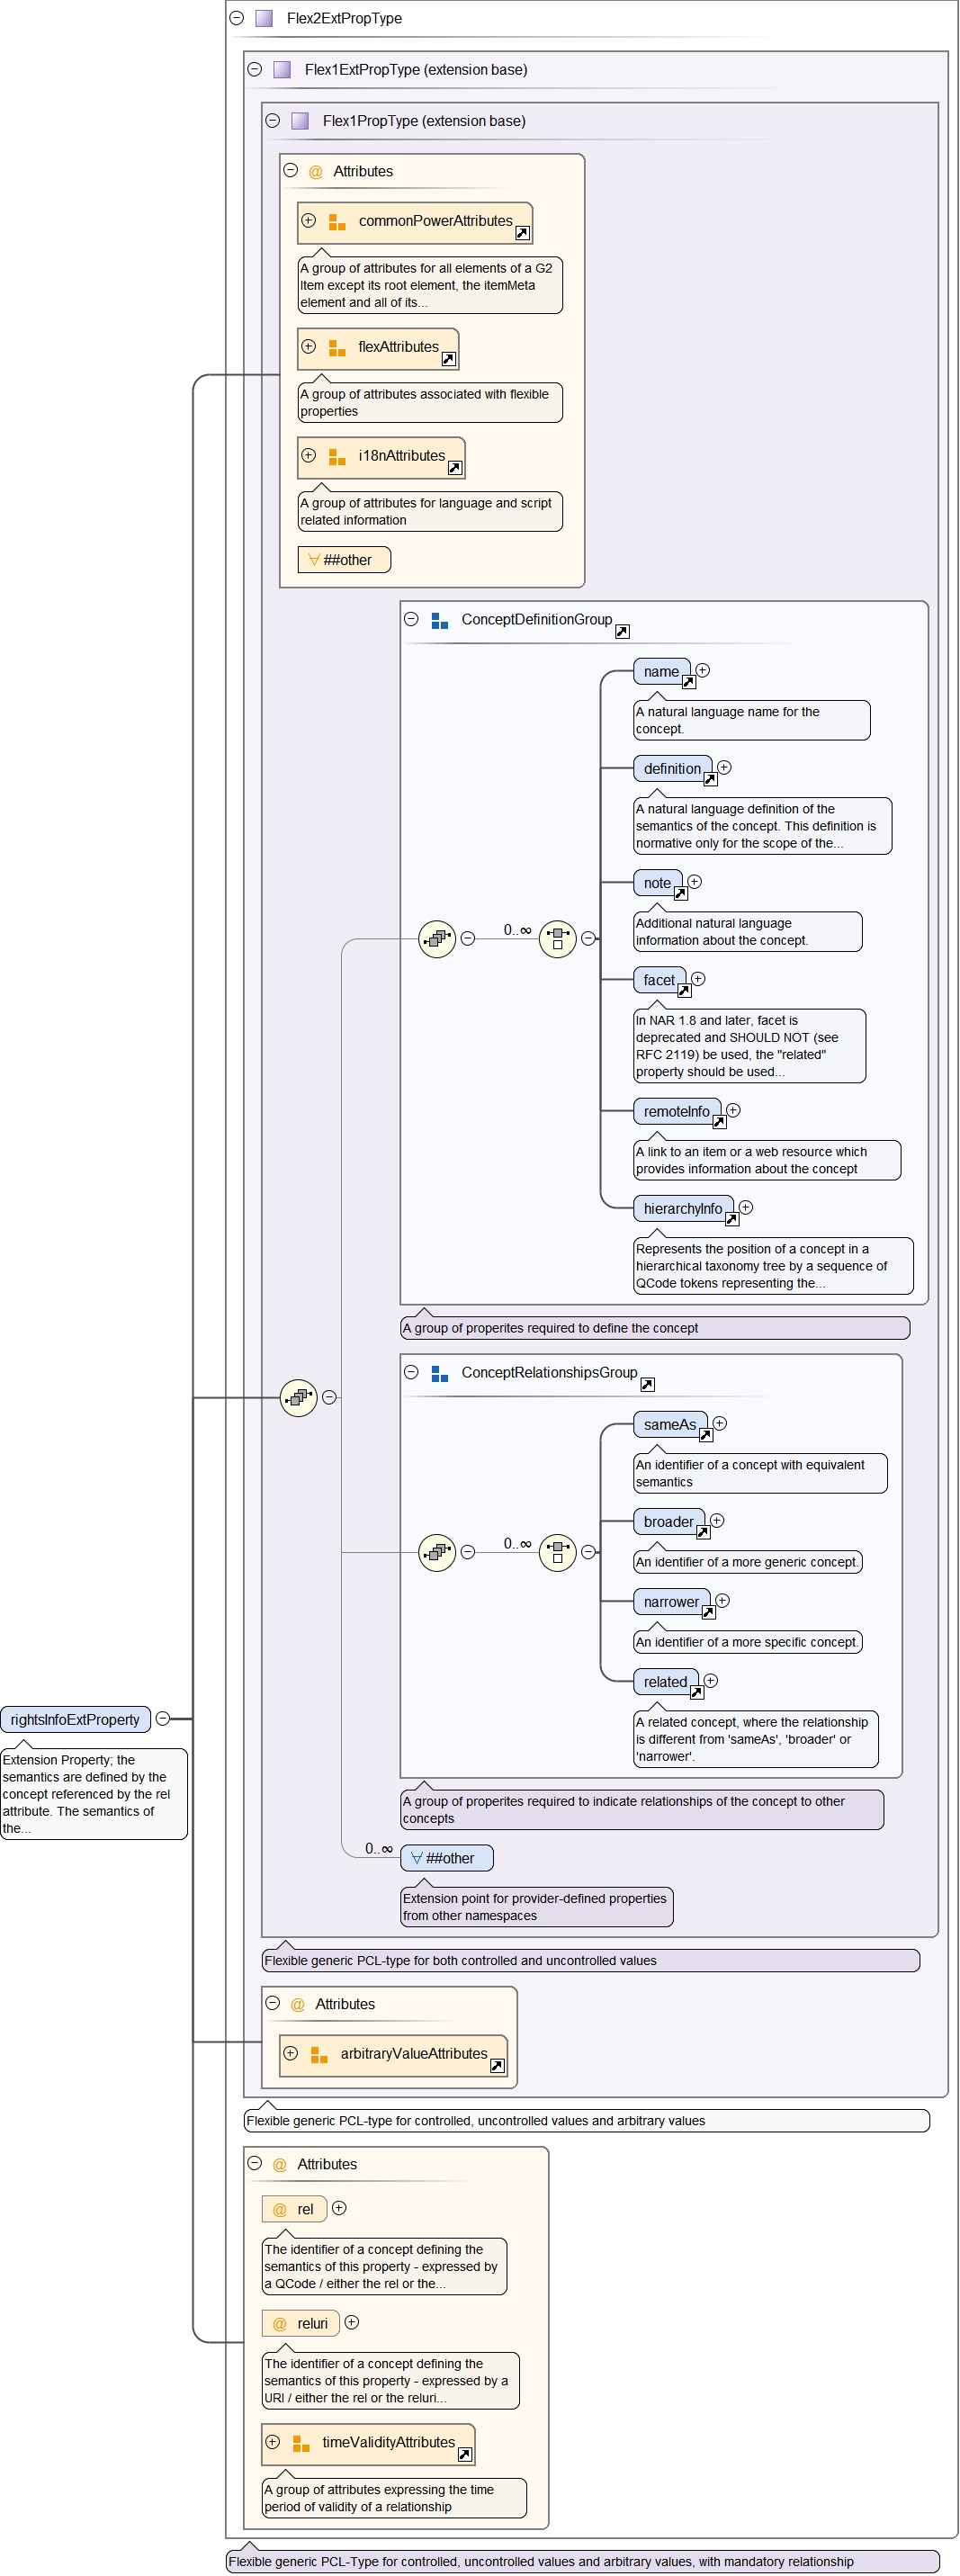 Flex2ExtPropType
Flex1ExtPropType (extension base)
Flex1PropType (extension base)
@ Attributes
commonPowerAttributes
A group of attributes for all elements of a G2
Item except its root element, the itemMeta
element and all of its...
flexAttributes
A group of attributes associated with flexible
properties
i18nAttributes
A group of attributes for language and script
related information
##other
ConceptDefinitionGroup
name
A natural language name for the
concept.
definition
A natural language definition of the
semantics of the concept. This definition is
normative only for the scope of the...
note
Additional natural language
information about the concept.
0..∞
facet
In NAR 1.8 and later, facet is
deprecated and SHOULD NOT (see
RFC 2119) be used, the "related"
property should be used...
remoteInfo
A link to an item or a web resource which
provides information about the concept
hierarchyInfo
Represents the position of a concept in a
hierarchical taxonomy tree by a sequence of
QCode tokens representing the...
A group of properites required to define the concept
ConceptRelationshipsGroup
sameAs
An identifier of a concept with equivalent
semantics
broader
0..∞
An identifier of a more generic concept.
narrower
An identifier of a more specific concept.
related
A related concept, where the relationship
is different from 'sameAs', 'broader' or
'narrower'.
rightsInfoExtProperty
Extension Property; the
semantics are defined by the
concept referenced by the rel
attribute. The semantics of
the...
A group of properites required to indicate relationships of the concept to other
concepts
0..∞
##other
Extension point for provider-defined properties
from other namespaces
Flexible generic PCL-type for both controlled and uncontrolled values
@ Attributes
arbitraryValueAttributes
Flexible generic PCL-type for controlled, uncontrolled values and arbitrary values
@ Attributes
@ rel
The identifier of a concept defining the
semantics of this property - expressed by
a QCode / either the rel or the...
@ reluri
The identifier of a concept defining the
semantics of this property - expressed by a
URI / either the rel or the reluri...
timeValidityAttributes
A group of attributes expressing the time
period of validity of a relationship
Flexible generic PCL-Type for controlled, uncontrolled values and arbitrary values, with mandatory relationship